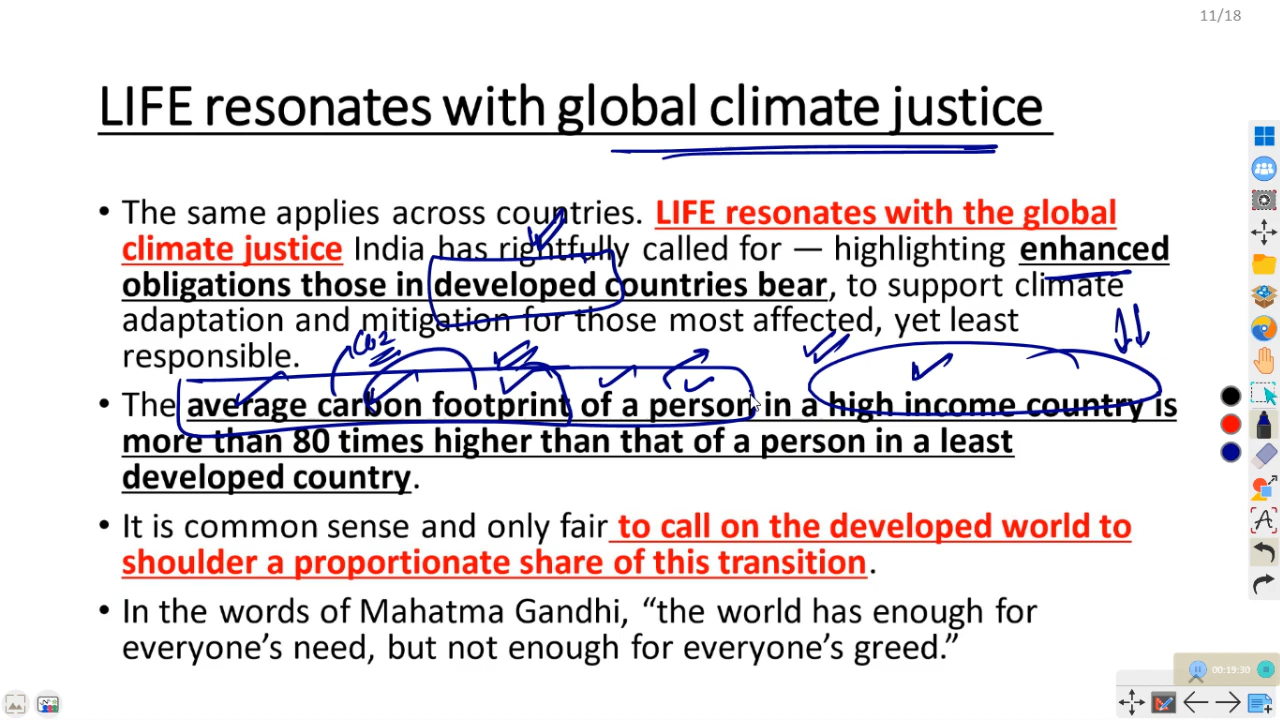 11/18
LIFE resonates with global climate justice
• The same applies across countries. LIFE resonates with the global
climate justice India has rightfully called for — highlighting enhanced
obligations those in developed countries bear, to support climate
adaptation and mitigation for those most affected, yet least
responsible.
CO2
• The average carbon footprint of a person in a high income country is
more than 80 times higher than that of a person in a least
developed country.
• It is common sense and only fair to call on the developed world to
shoulder a proportionate share of this transition.
• In the words of Mahatma Gandhi, “the world has enough for
everyone’s need, but not enough for everyone’s greed.”
00:19:30